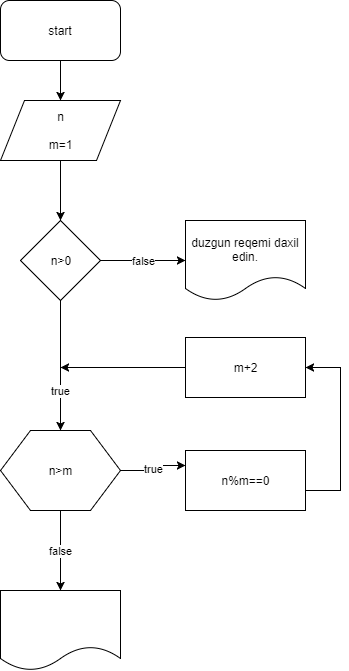 start
n
m=1
n>0
false
duzgun reqemi daxil
edin.
m+2
true
n>m
true
n%m==0
false